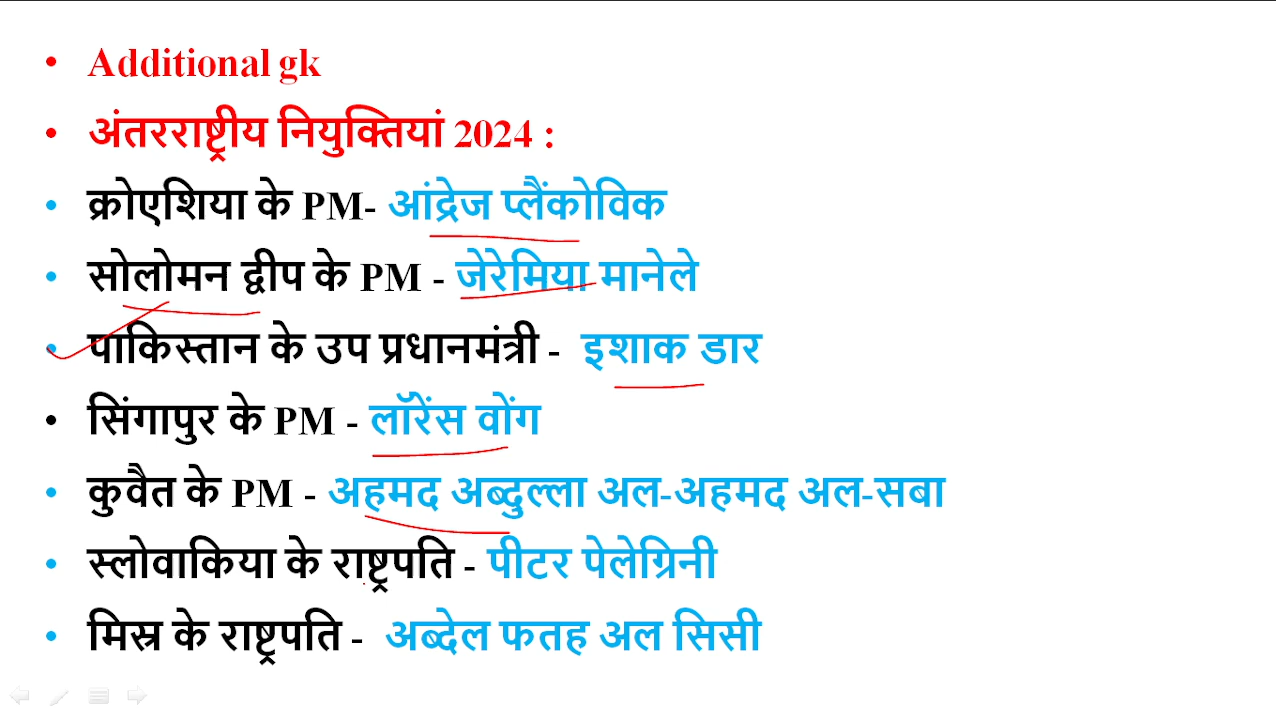 Additional gk
अंतरराष्ट्रीय नियुक्तियां 2024 :
क्रोएशिया के PM- आंद्रेज प्लैंकोविक
सोलोमन द्वीप के PM - जेरेमिया मानेले
पाकिस्तान के उप प्रधानमंत्री - इशाक डार
सिंगापुर के PM - लॉरेंस वोंग
कुवैत के PM - अहमद अब्दुल्ला अल-अहमद अल-सबा
स्लोवाकिया के राष्ट्रपति - पीटर पेलेग्रिनी
मिस्र के राष्ट्रपति - अब्देल फतह अल सिसी